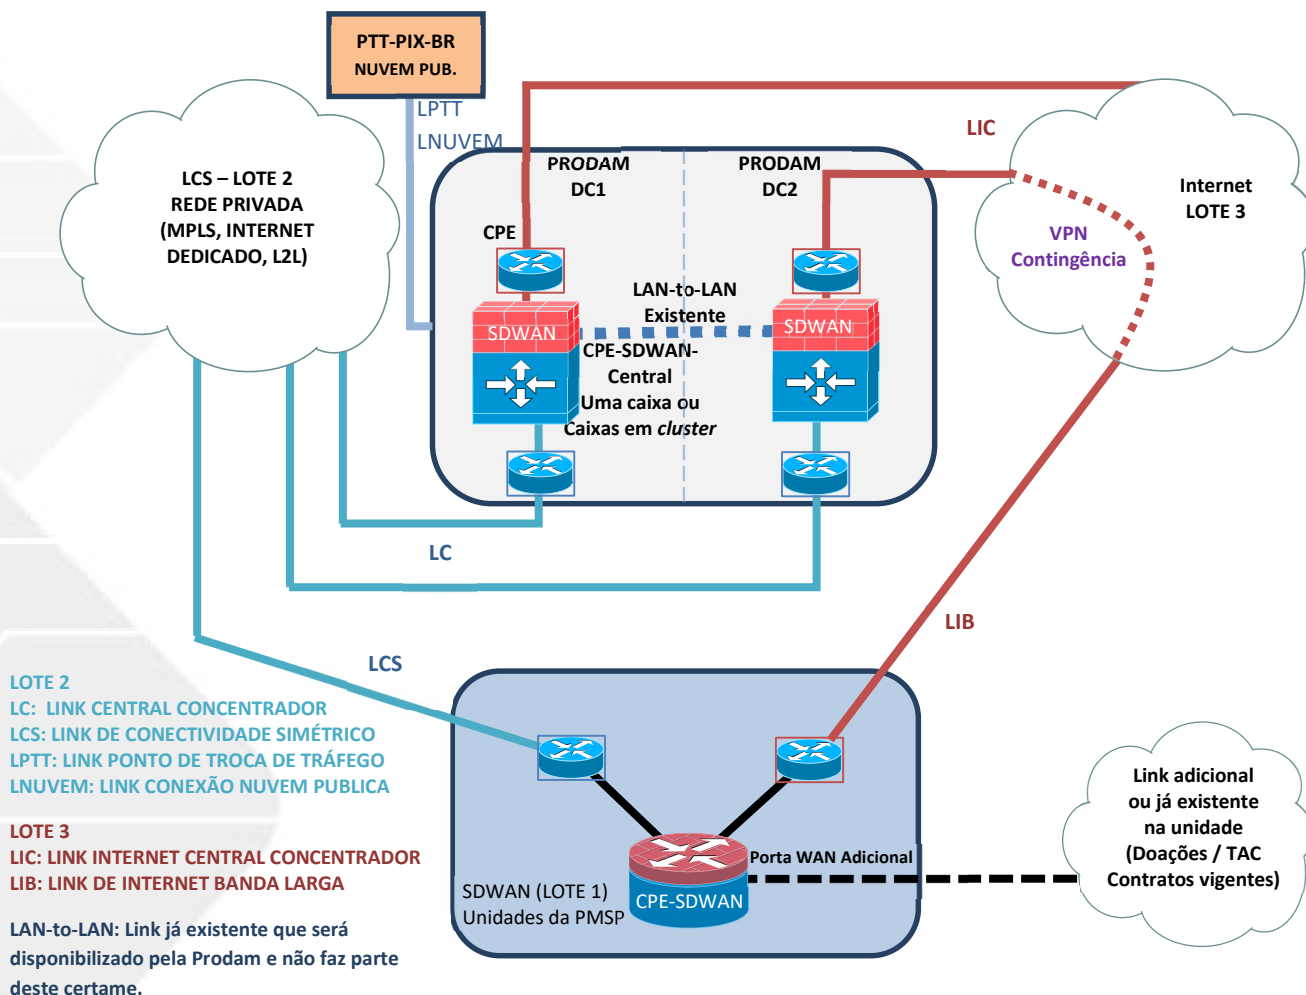 PTT-PIX-BR
NUVEM PUB.
LPTT
LNUVEM
LIC
PRODAM
DC1
PRODAM
DC2
LCS – LOTE 2
REDE PRIVADA
(MPLS, INTERNET
DEDICADO, L2L)
Internet
LOTE 3
VPN
Contingência
CPE
LAN-to-LAN
Existente
SDWAN
SDWAN
CPE-SDWAN-
Central
Uma caixa ou
Caixas em cluster
LC
LIB
LCS
LOTE 2
LC: LINK CENTRAL CONCENTRADOR
LCS: LINK DE CONECTIVIDADE SIMÉTRICO
LPTT: LINK PONTO DE TROCA DE TRÁFEGO
LNUVEM: LINK CONEXÃO NUVEM PUBLICA
LOTE 3
LIC: LINK INTERNET CENTRAL CONCENTRADOR
LIB: LINK DE INTERNET BANDA LARGA
LAN-to-LAN: Link já existente que será
disponibilizado pela Prodam e não faz parte
deste certame.
SDWAN (LOTE 1)
Unidades da PMSP
CPE-SDWAN
Porta WAN Adicional
Link adicional
ou já existente
na unidade
(Doações / TAC
Contratos vigentes)